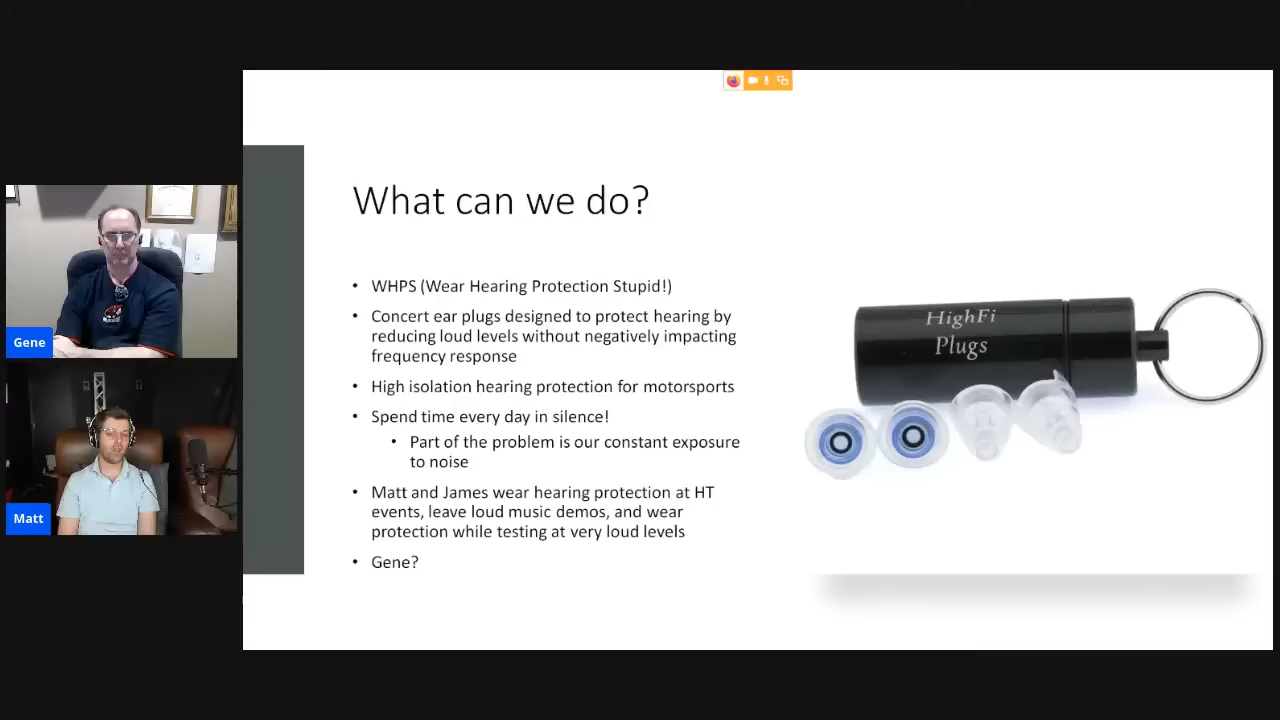 What can we do?
• WHPS (Wear Hearing Protection Stupid!)
• Concert ear plugs designed to protect hearing by
reducing loud levels without negatively impacting
frequency response
• High isolation hearing protection for motorsports
• Spend time every day in silence!
• Part of the problem is our constant exposure
to noise
• Matt and James wear hearing protection at HT
events, leave loud music demos, and wear
protection while testing at very loud levels
• Gene?
HighFi
Plugs
Gene
Matt